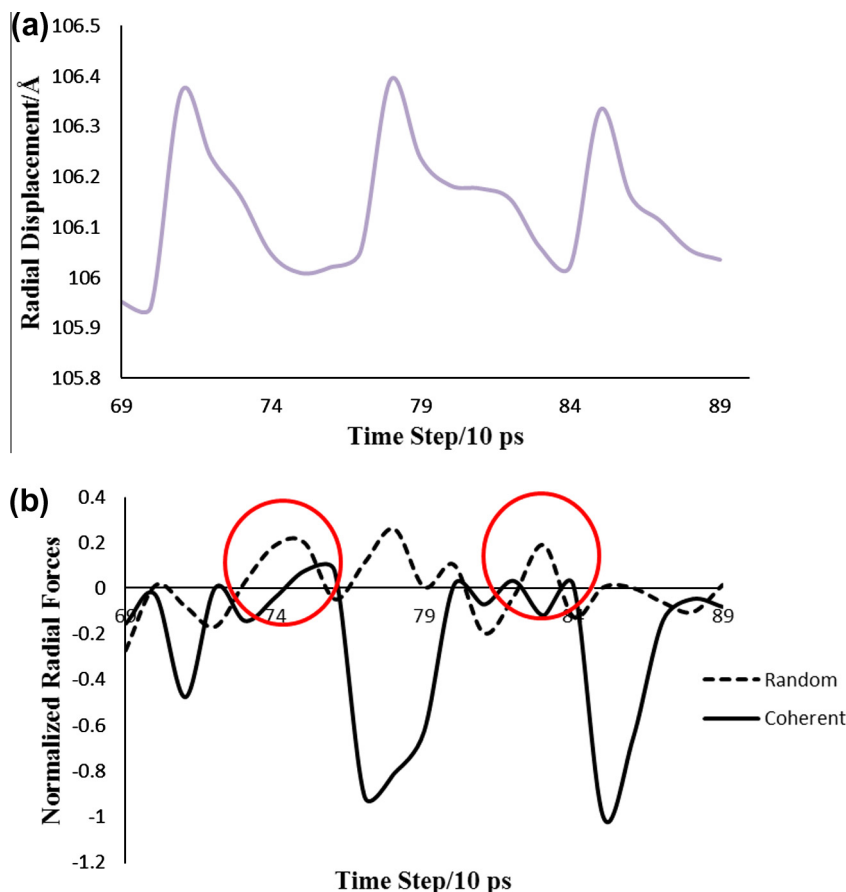 (a)
Radial Displacement/Å
106.5
106.4
106.3
106.2
106.1
106
105.9
105.8
69 74 79 84 89
Time Step/10 ps
(b)
Normalized Radial Forces
0.4
0.2
0
-0.2
-0.4
-0.6
-0.8
-1
-1.2
69 74 79 84 89
Random
Coherent
Time Step/10 ps